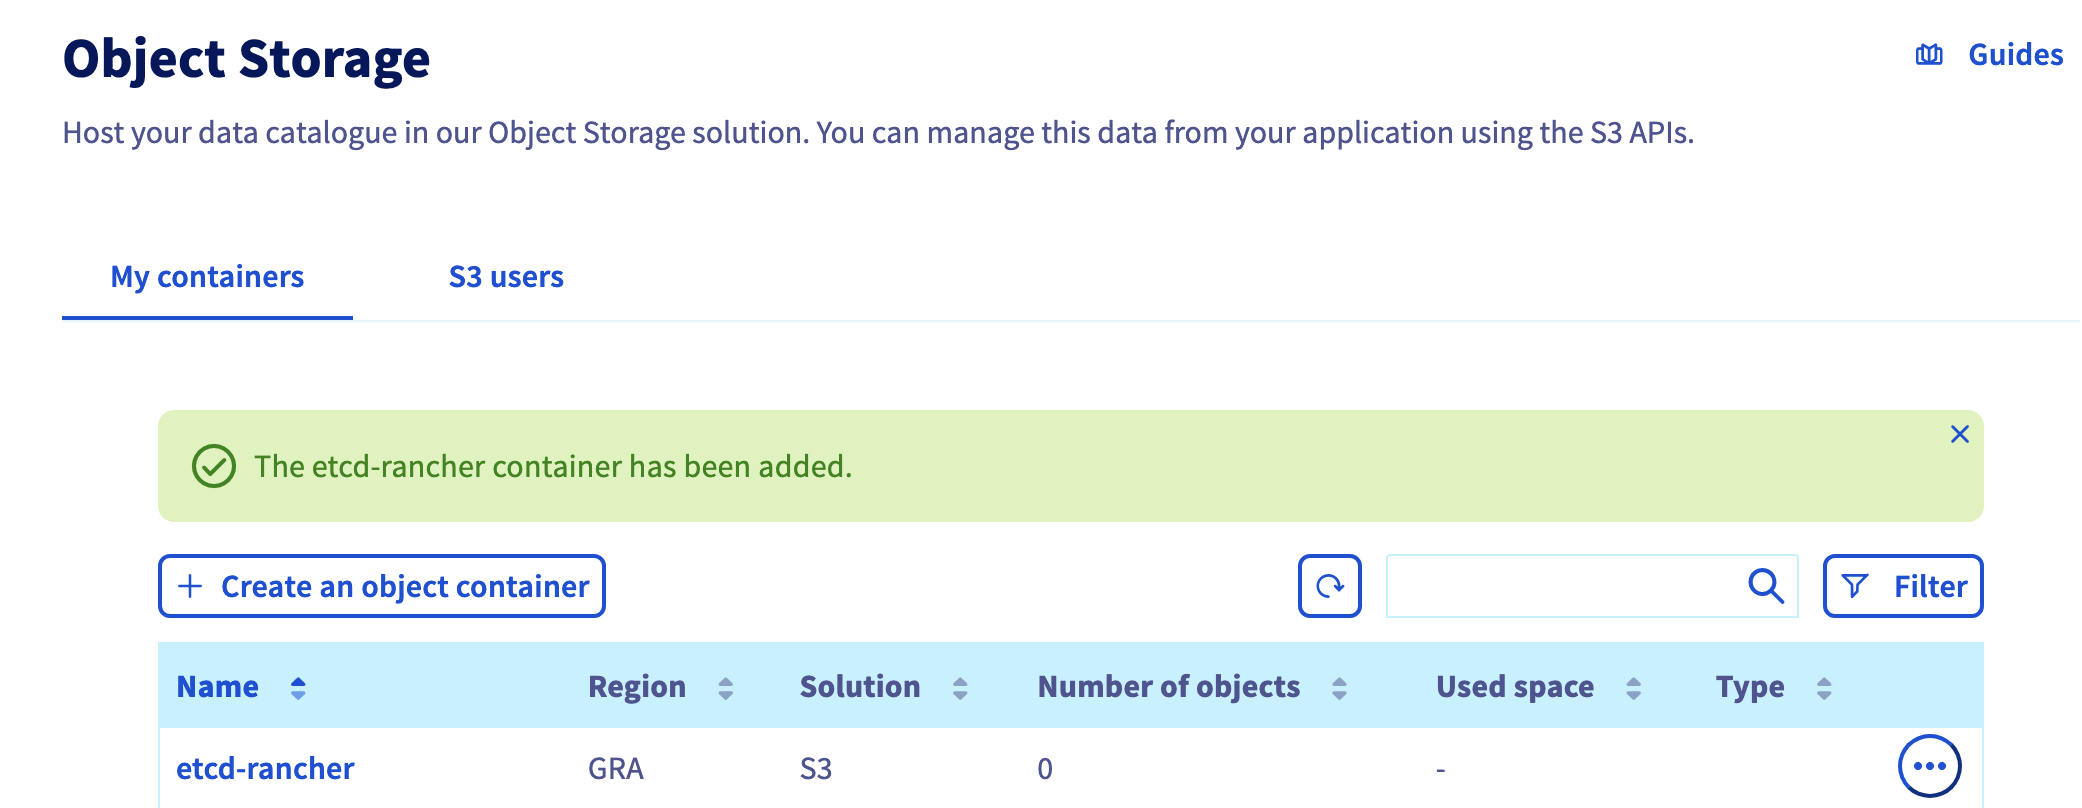 Object Storage
Guides
Host your data catalogue in our Object Storage solution. You can manage this data from your application using the S3 APIs.
My containers
S3 users
The etcd-rancher container has been added.
Create an object container
Filter
Name Region Solution Number of objects Used space Type
etcd-rancher GRA S3 0 -